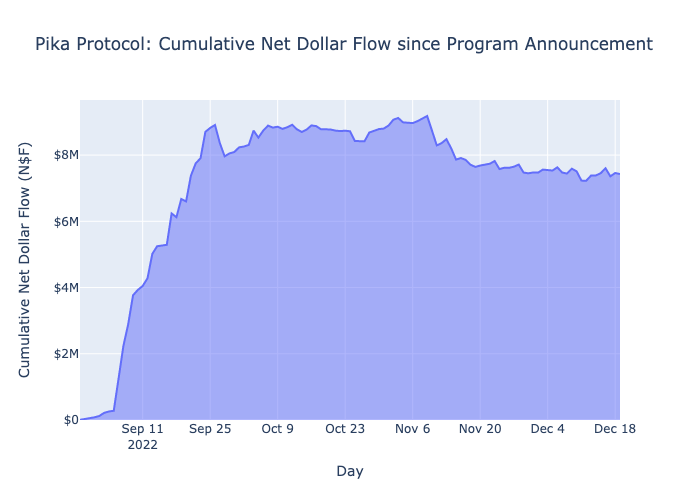 Pika Protocol: Cumulative Net Dollar Flow since Program Announcement
Cumulative Net Dollar Flow (N$F)
$8M
$6M
$4M
$2M
$0
Sep 11
2022
Sep 25
Oct 9
Oct 23
Nov 6
Nov 20
Dec 4
Dec 18
Day